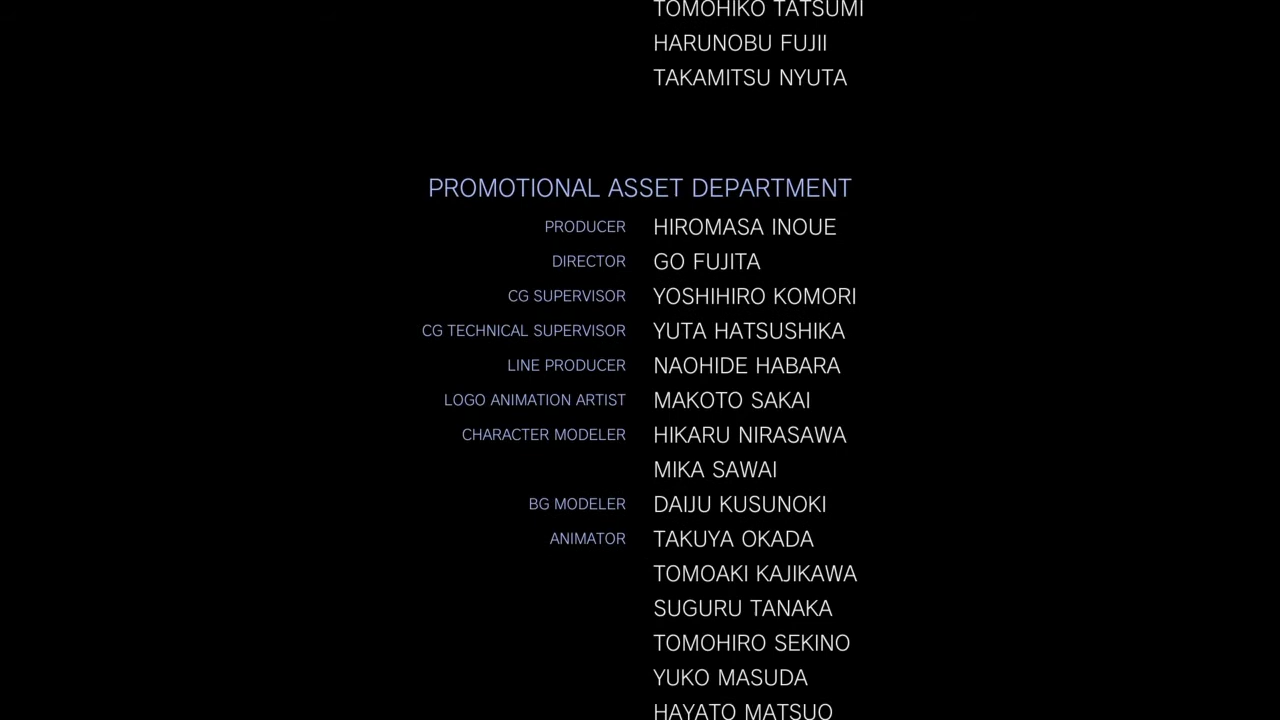 TOMOHIKO TATSUMI
HARUNOBU FUJII
TAKAMITSU NYUTA
PROMOTIONAL ASSET DEPARTMENT
PRODUCER HIROMASA INOUE
DIRECTOR GO FUJITA
CG SUPERVISOR YOSHIHIRO KOMORI
CG TECHNICAL SUPERVISOR YUTA HATSUSHIKA
LINE PRODUCER NAOHIDE HABARA
LOGO ANIMATION ARTIST MAKOTO SAKAI
CHARACTER MODELER HIKARU NIRASAWA
MIKA SAWAI
BG MODELER DAIJU KUSUNOKI
ANIMATOR TAKUYA OKADA
TOMOAKI KAJIKAWA
SUGURU TANAKA
TOMOHIRO SEKINO
YUKO MASUDA
HAYATO MATSUO